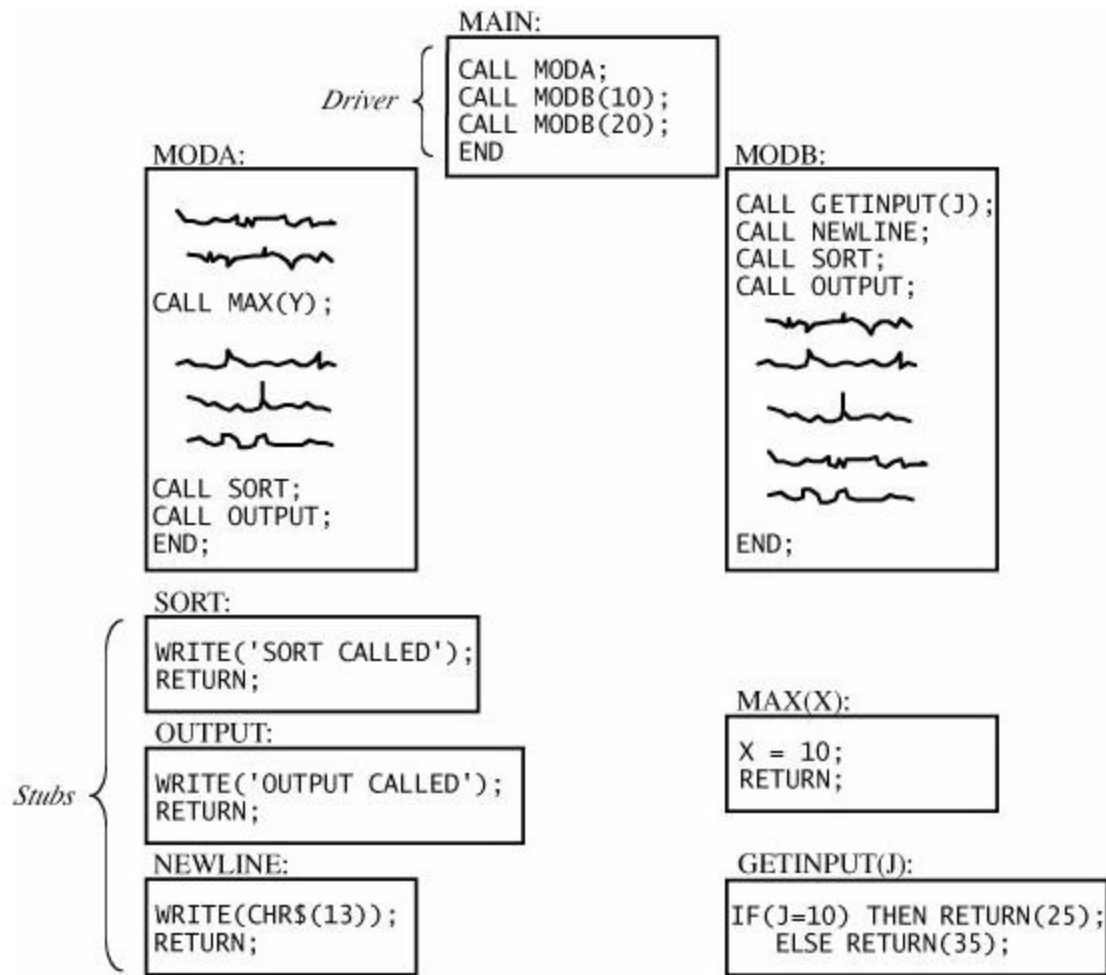 MAIN:
CALL MODA;
CALL MODB(10);
CALL MODB(20);
END
Driver
MODA:
CALL MAX(Y);
CALL SORT;
CALL OUTPUT;
END;
MODB:
CALL GETINPUT(J);
CALL NEWLINE;
CALL SORT;
CALL OUTPUT;
END;
Stubs
SORT:
WRITE('SORT CALLED');
RETURN;
OUTPUT:
WRITE('OUTPUT CALLED');
RETURN;
NEWLINE:
WRITE(CHR$(13));
RETURN;
MAX(X):
X = 10;
RETURN;
GETINPUT(J):
IF(J=10) THEN RETURN(25);
ELSE RETURN(35);